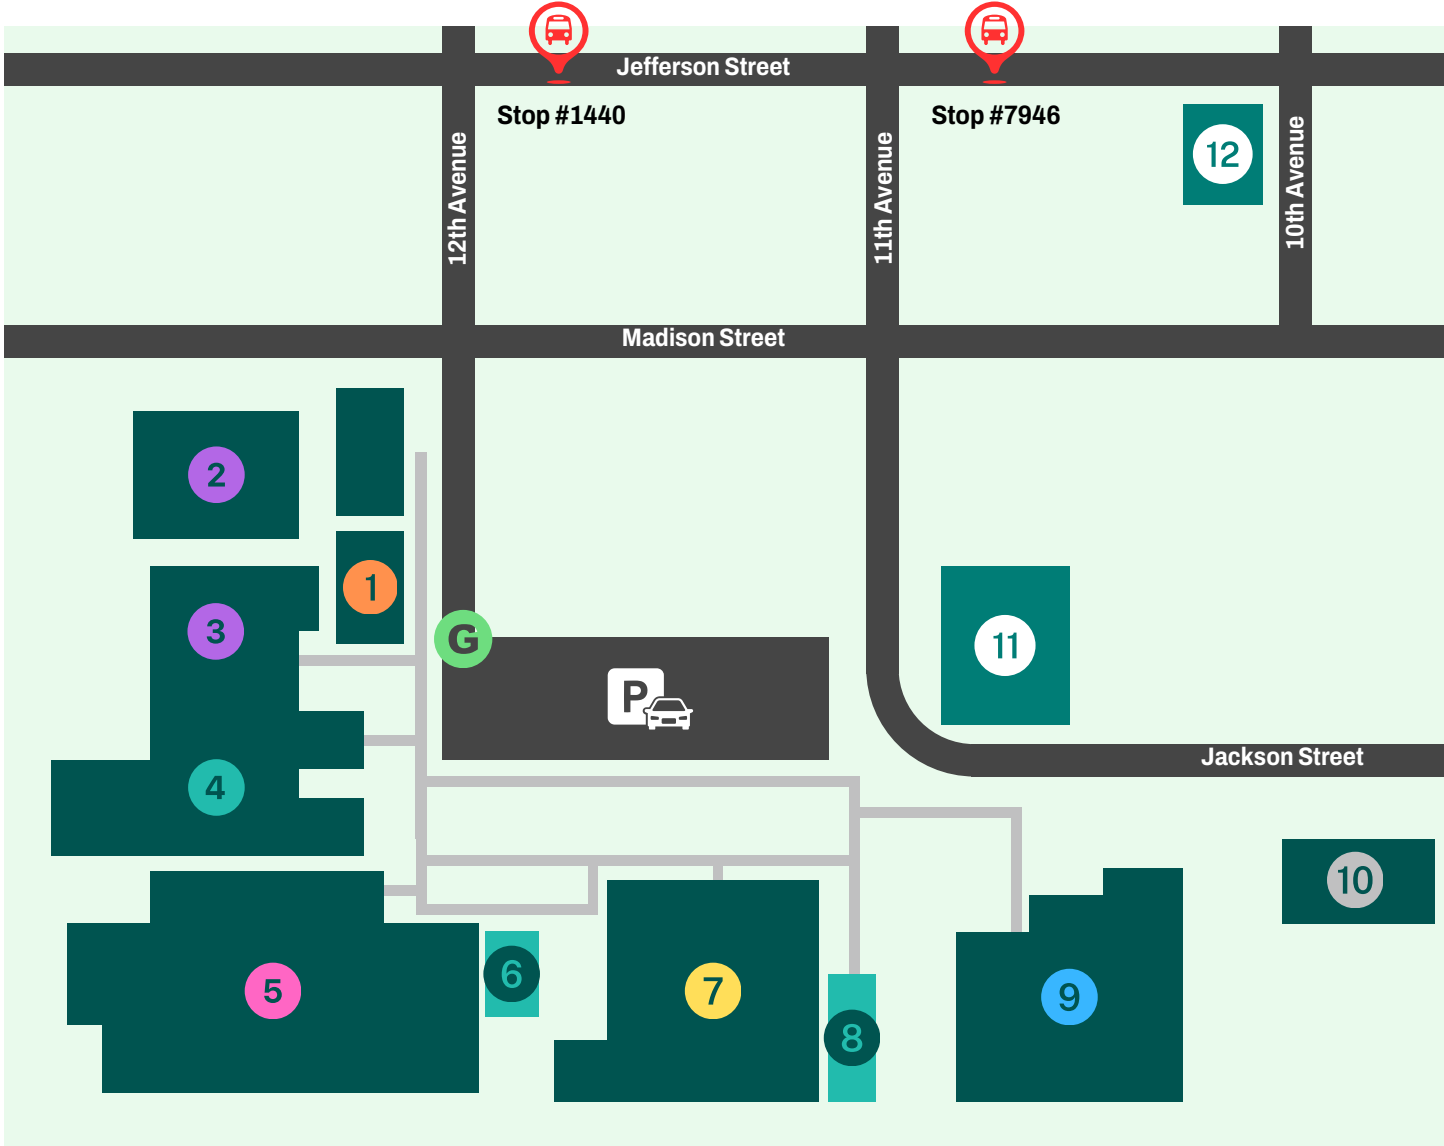 Jefferson Street
Stop #1440
Stop #7946
12th Avenue
11th Avenue
10th Avenue
12
Madison Street
2
1
3
G
P
11
Jackson Street
4
10
6
5
7
9
8